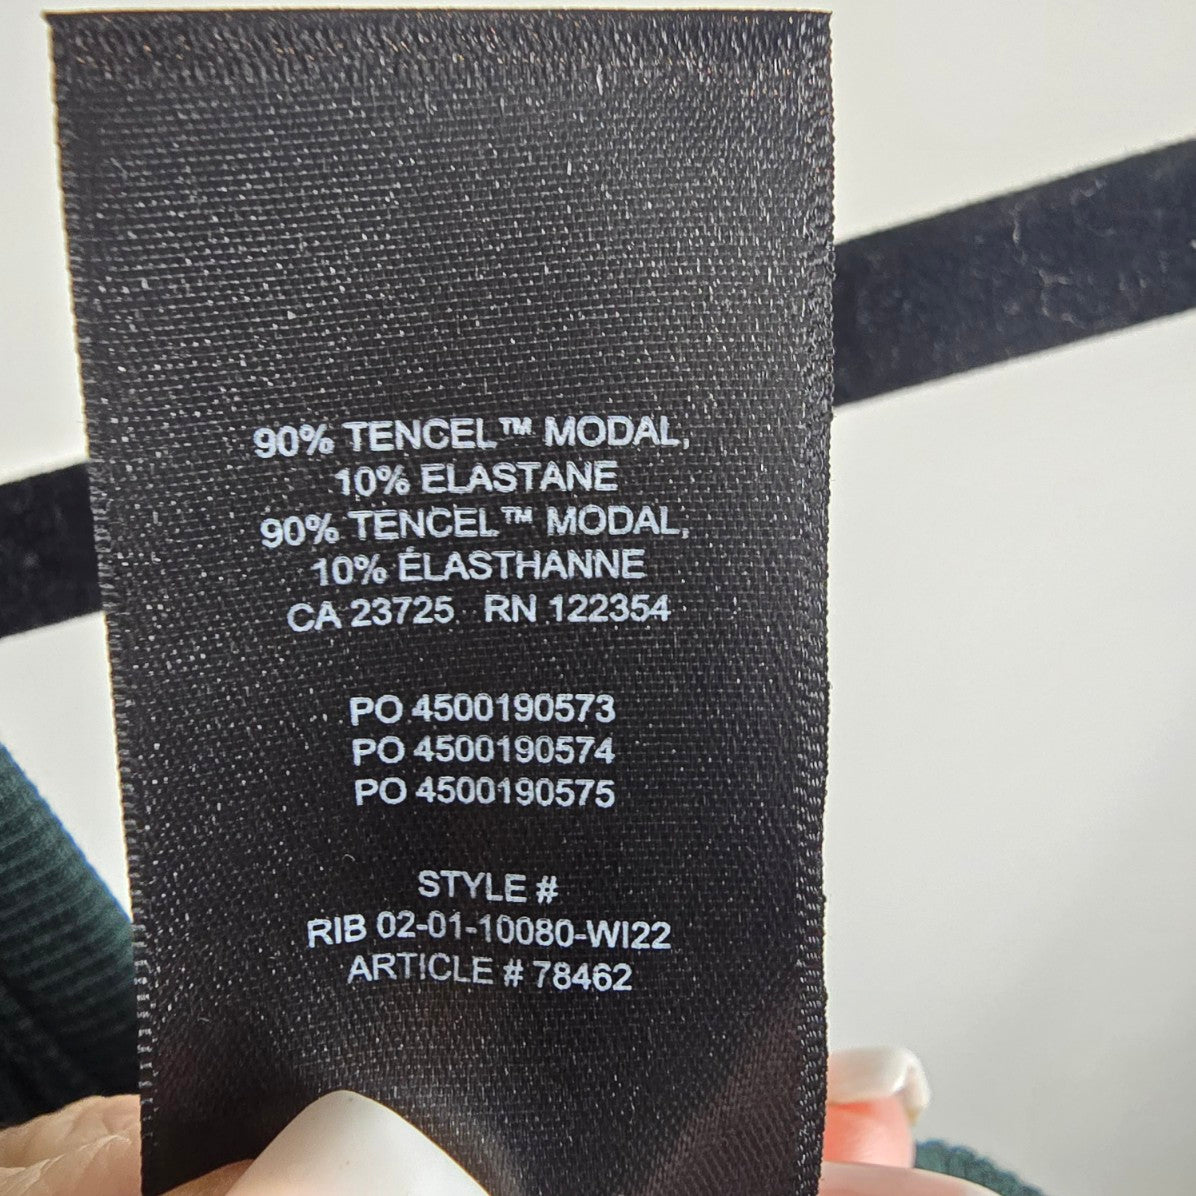 90% TENCEL™ MODAL,
10% ELASTANE
90% TENCEL™ MODAL,
10% ÉLASTHANNE
CA 23725 RN 122354
PO 4500190573
PO 4500190574
PO 4500190575
STYLE #
RIB 02-01-10080-WI22
ARTICLE # 78462